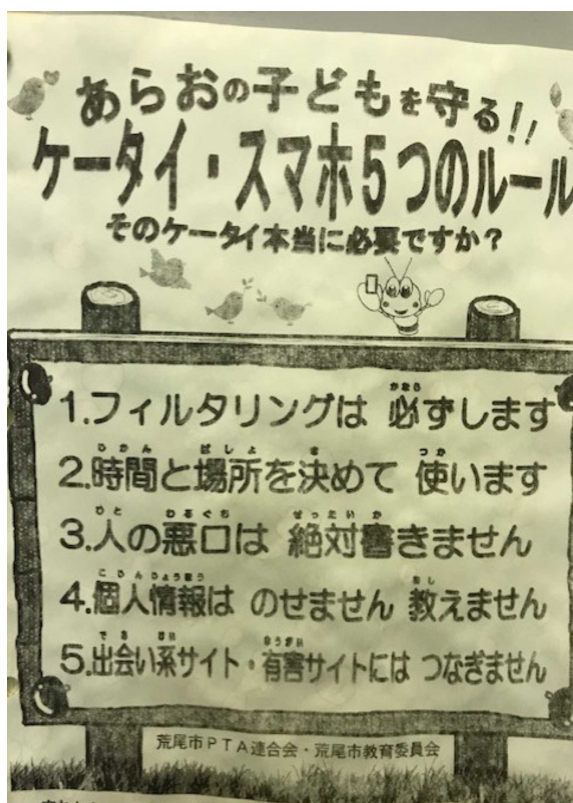 あらおの子どもを守る!!
ケータイ・スマホ5つのルール
そのケータイ本当に必要ですか?
1.フィルタリングは 必ずします
2.時間と場所を決めて 使います
3.人の悪口は 絶対書きません
4.個人情報は のせません 教えません
5.出会い系サイト・有害サイトには つなぎません
荒尾市PTA連合会・荒尾市教育委員会